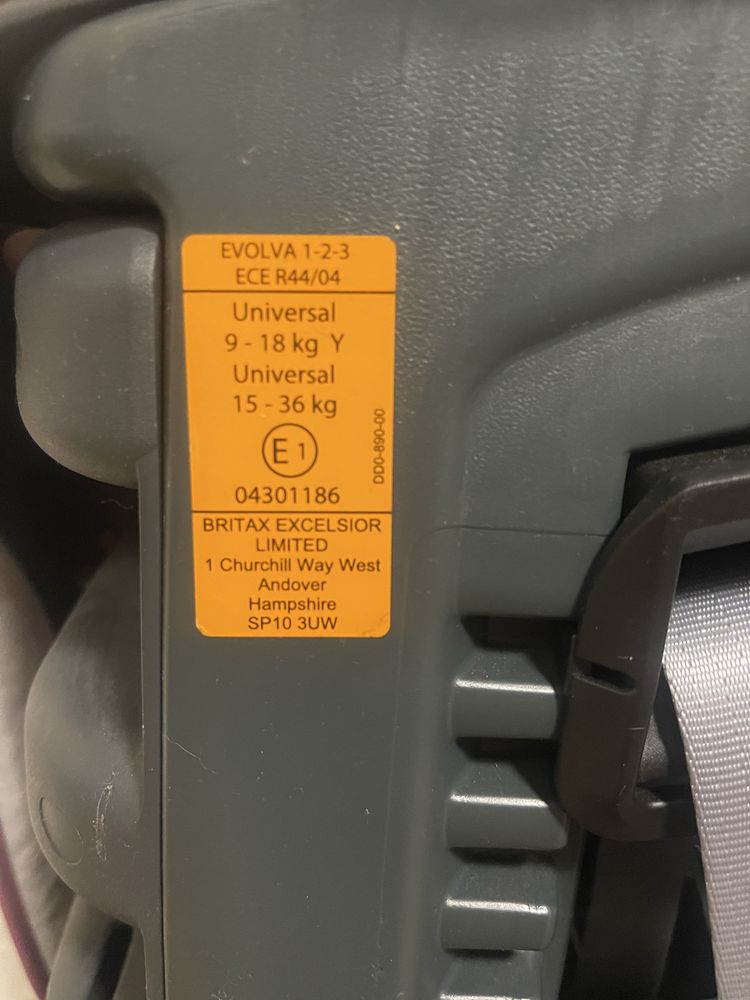 EVOLVA 1-2-3
ECE R44/04
Universal
9 - 18 kg Y
Universal
15 - 36 kg
E 1
04301186
DD0-890-00
BRITAX EXCELSIOR
LIMITED
1 Churchill Way West
Andover
Hampshire
SP10 3UW